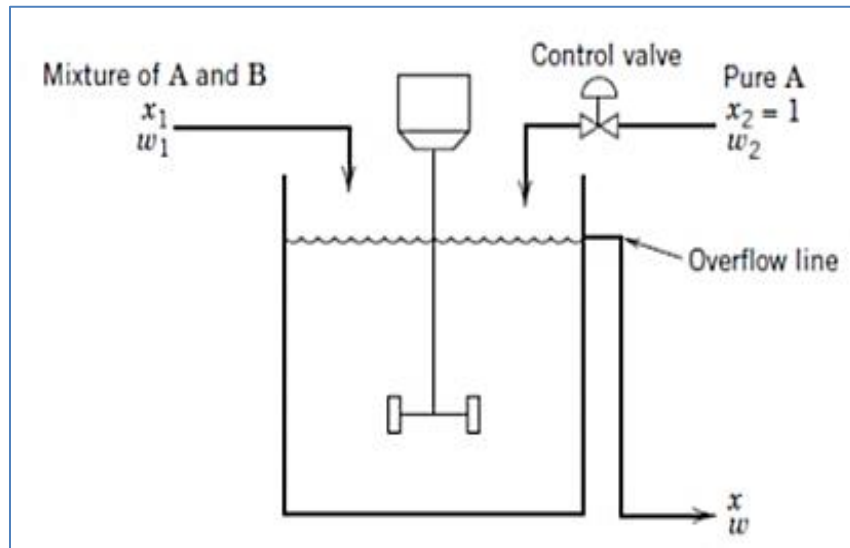 Control valve
Mixture of A and B
x1
w1
Pure A
x2 = 1
w2
Overflow line
x
w